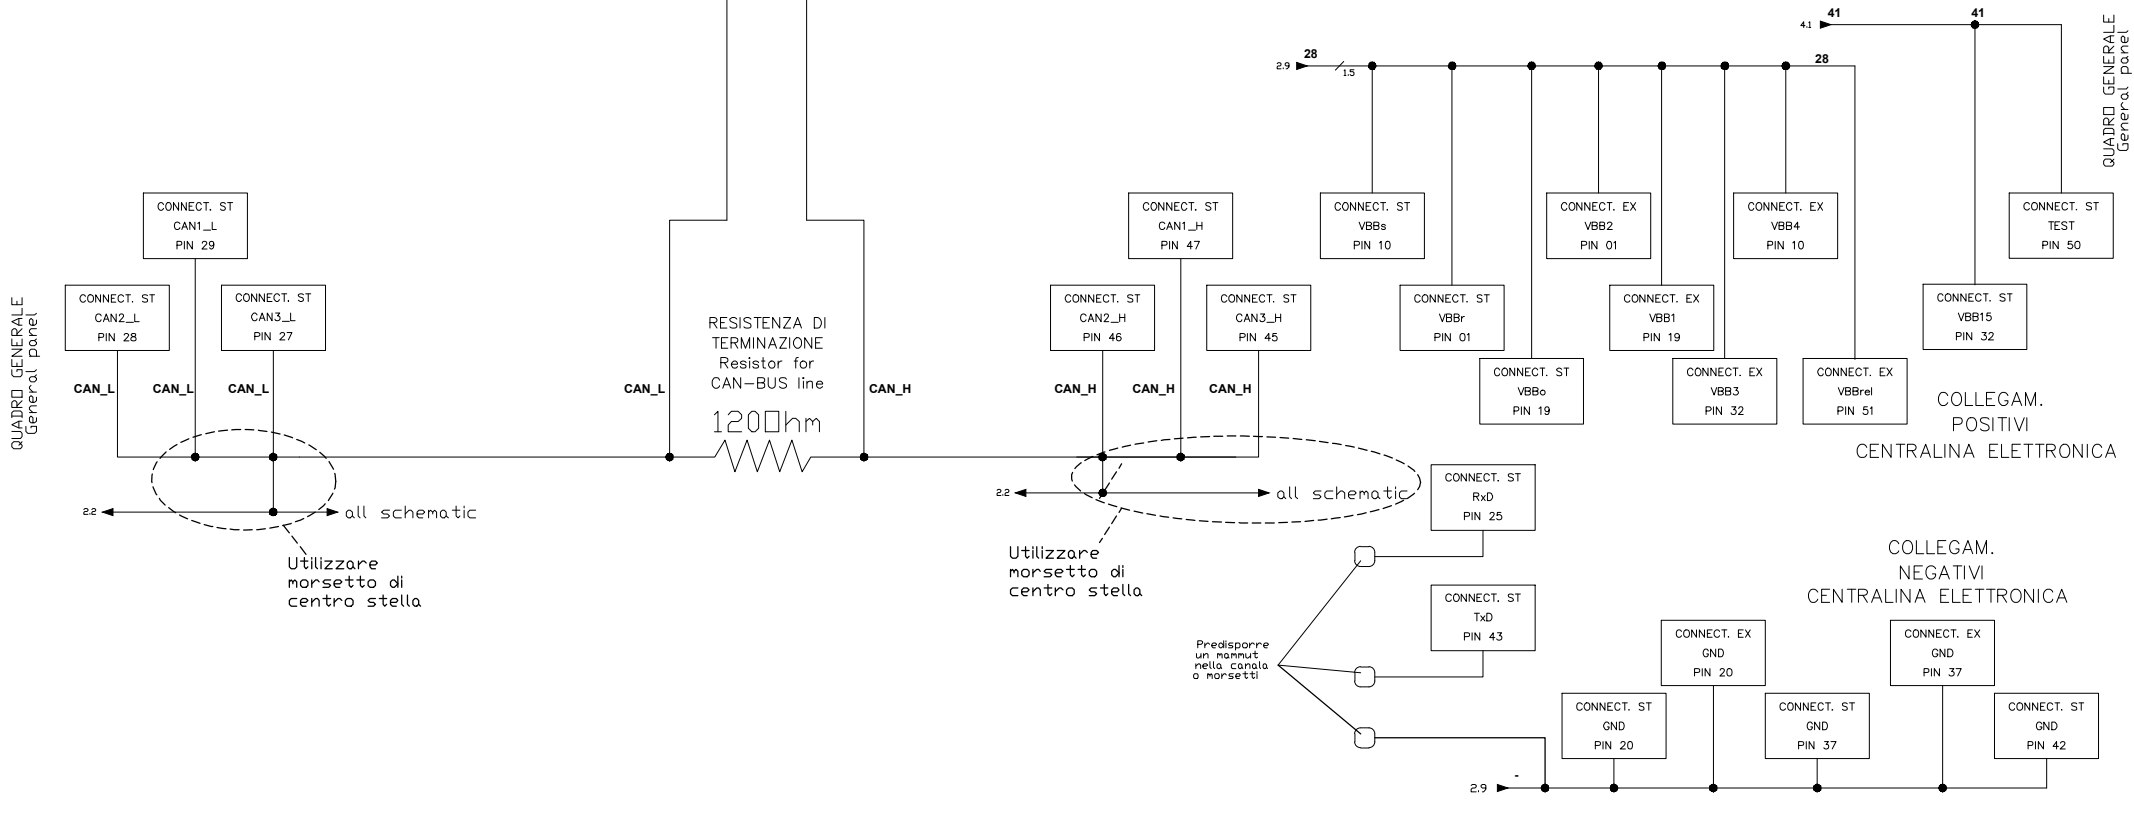 41
41
4.1
28
2.9
1.5
28
QUADRO GENERALE
General panel
CONNECT. ST
CAN1_L
PIN 29
CONNECT. ST
CAN1_H
PIN 47
CONNECT. ST
VBBs
PIN 10
CONNECT. EX
VBB2
PIN 01
CONNECT. EX
VBB4
PIN 10
CONNECT. ST
TEST
PIN 50
QUADRO GENERALE
General panel
CONNECT. ST
CAN2_L
PIN 28
CONNECT. ST
CAN3_L
PIN 27
RESISTENZA DI
TERMINAZIONE
Resistor for
CAN-BUS line
120Ohm
CONNECT. ST
CAN2_H
PIN 46
CONNECT. ST
CAN3_H
PIN 45
CONNECT. ST
VBBr
PIN 01
CONNECT. EX
VBB1
PIN 19
CONNECT. ST
VBB15
PIN 32
CONNECT. ST
VBBo
PIN 19
CONNECT. EX
VBB3
PIN 32
CONNECT. EX
VBBrel
PIN 51
CAN_L
CAN_L
CAN_L
CAN_L
CAN_H
CAN_H
CAN_H
CAN_H
COLLEGAM.
POSITIVI
CENTRALINA ELETTRONICA
2.2
all schematic
2.2
all schematic
CONNECT. ST
RxD
PIN 25
Utilizzare
morsetto di
centro stella
Utilizzare
morsetto di
centro stella
COLLEGAM.
NEGATIVI
CENTRALINA ELETTRONICA
CONNECT. ST
TxD
PIN 43
Predisporre
un mammut
nella canala
o morsetti
CONNECT. EX
GND
PIN 20
CONNECT. EX
GND
PIN 37
CONNECT. ST
GND
PIN 20
CONNECT. ST
GND
PIN 37
CONNECT. ST
GND
PIN 42
-
2.9